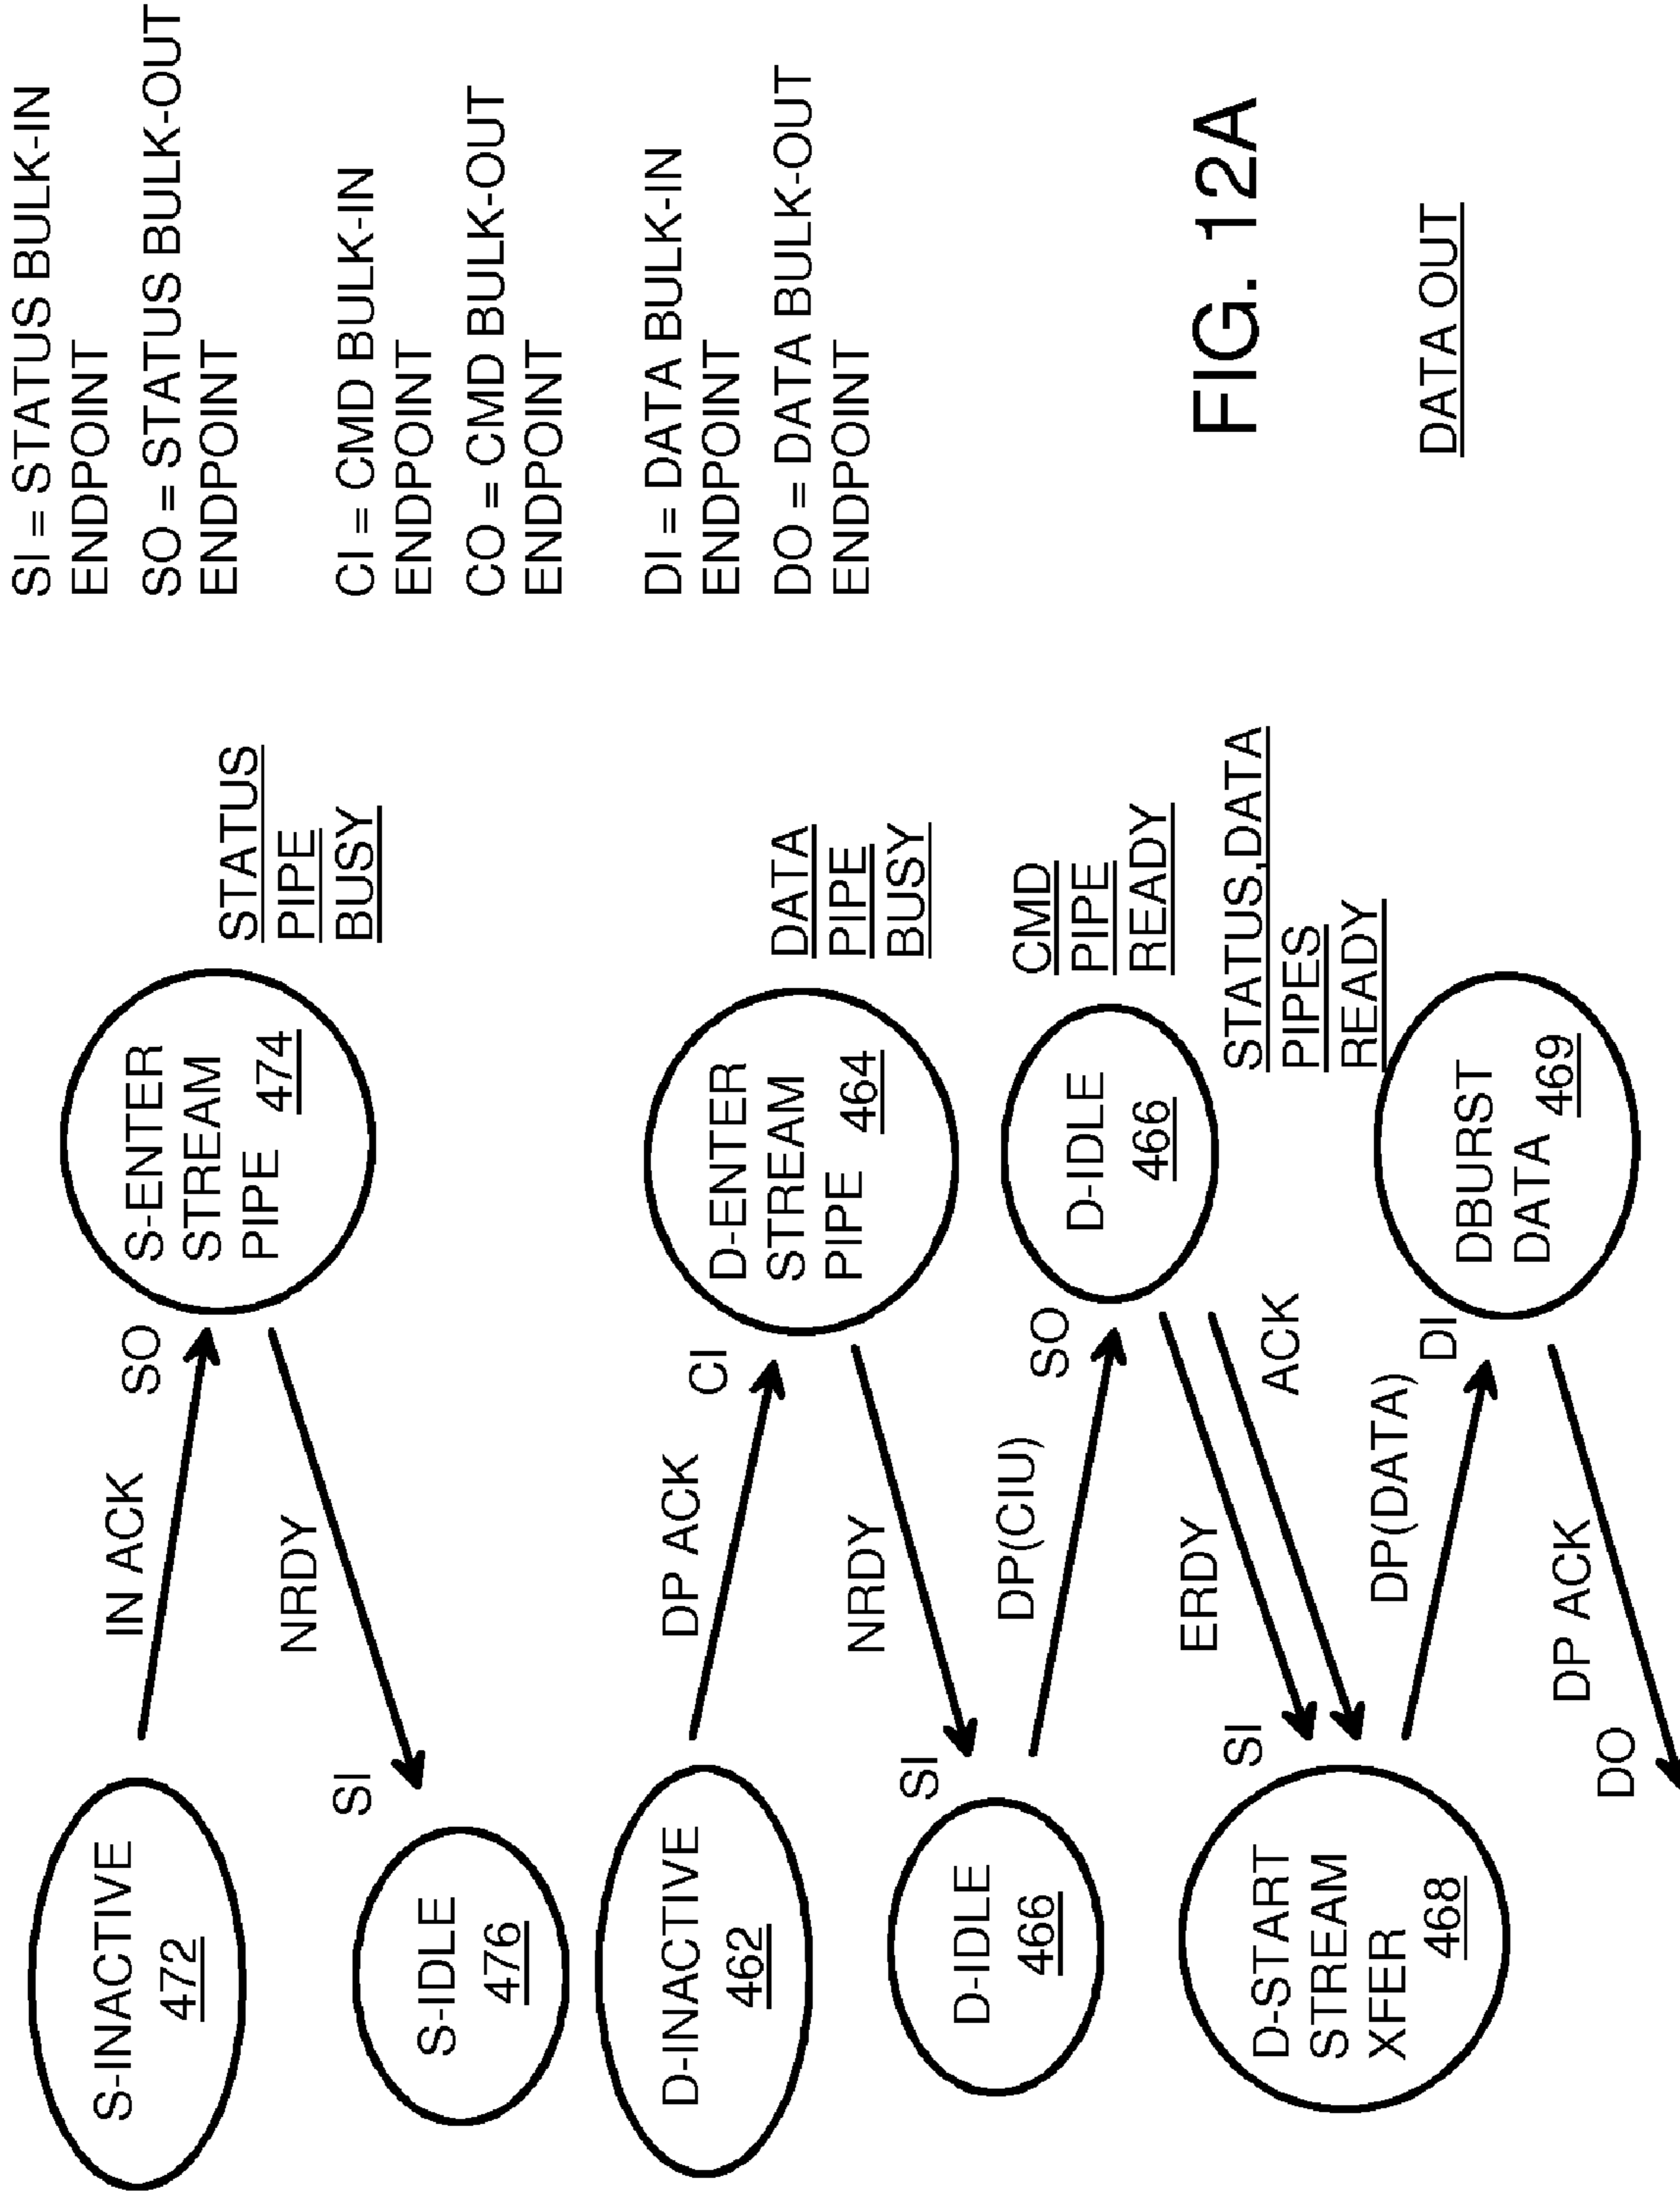 S-INACTIVE
472
IN ACK
SO
S-ENTER
STREAM
PIPE 474
STATUS
PIPE
BUSY
NRDY
SI
S-IDLE
476
D-INACTIVE
462
DP ACK
CI
D-ENTER
STREAM
PIPE 464
DATA
PIPE
BUSY
NRDY
SI
D-IDLE
466
DP(CIU)
SO
D-IDLE
466
CMD
PIPE
READY
ERDY
ACK
STATUS,DATA
PIPES
READY
SI
D-START
STREAM
XFER 468
DP(DATA)
DI
DBURST
DATA 469
DP ACK
DO
SI = STATUS BULK-IN
ENDPOINT
SO = STATUS BULK-OUT
ENDPOINT
CI = CMD BULK-IN
ENDPOINT
CO = CMD BULK-OUT
ENDPOINT
DI = DATA BULK-IN
ENDPOINT
DO = DATA BULK-OUT
ENDPOINT
FIG. 12A
DATA OUT